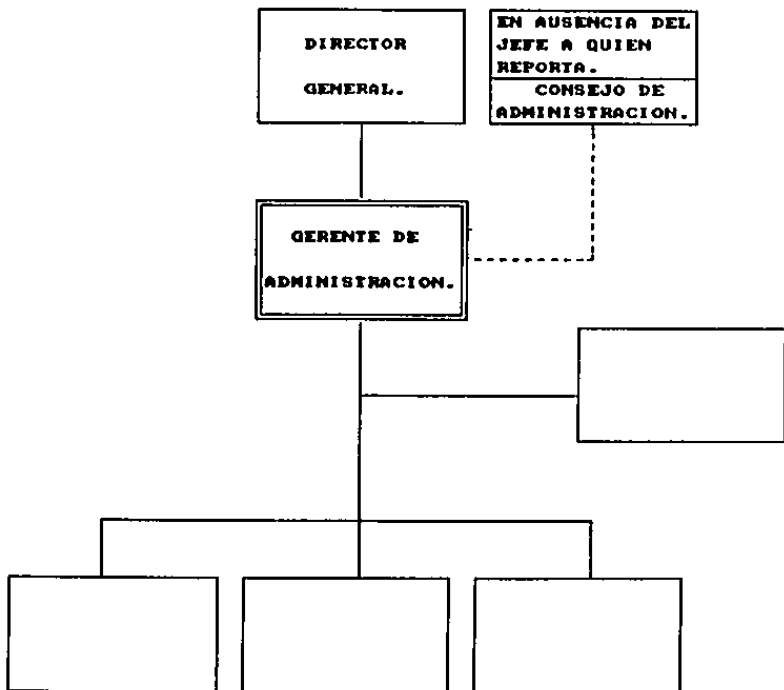 DIRECTOR
GENERAL.
EN AUSENCIA DEL
JEFE A QUIEN
REPORTA.
CONSEJO DE
ADMINISTRACION.
GERENTE DE
ADMINISTRACION.